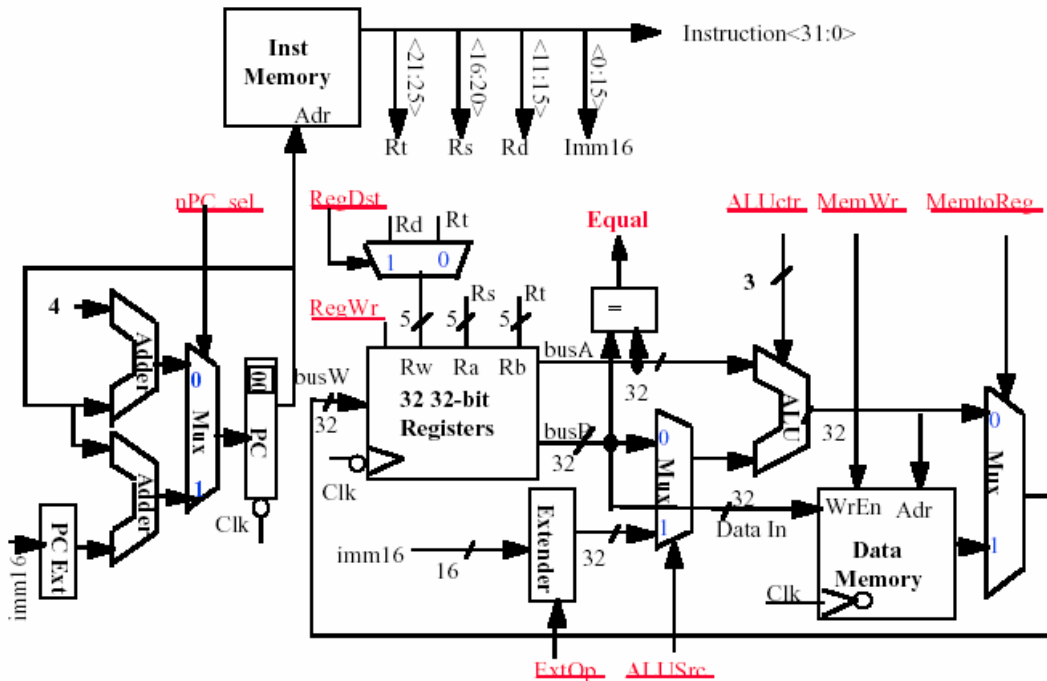 Inst
Memory
Adr
Instruction<31:0>
<21:25>
<16:20>
<11:15>
<0:15>
Rt
Rs
Rd
Imm16
nPC_sel
RegDst
Rd
Rt
1
0
Equal
=
ALUctr
3
MemWr
MemtoReg
4
Adder
Adder
0
Mux
1
00
PC
Clk
PC Ext
imm16
RegWr
5
5
5
Rs
Rt
Rw
Ra
Rb
32 32-bit
Registers
busW
32
Clk
busA
32
busB
32
0
Mux
1
ALU
32
imm16
16
Extender
32
ExtOp
ALUSrc
32
Data In
WrEn
Adr
Data
Memory
Clk
0
Mux
1